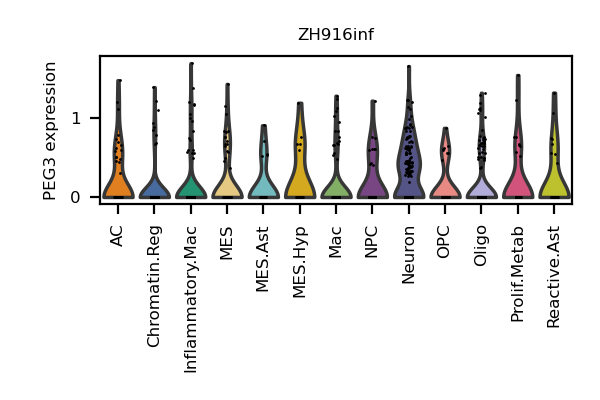 ZH916inf
PEG3 expression
1
0
AC
Chromatin.Reg
Inflammatory.Mac
MES
MES.Ast
MES.Hyp
Mac
NPC
Neuron
OPC
Oligo
Prolif.Metab
Reactive.Ast